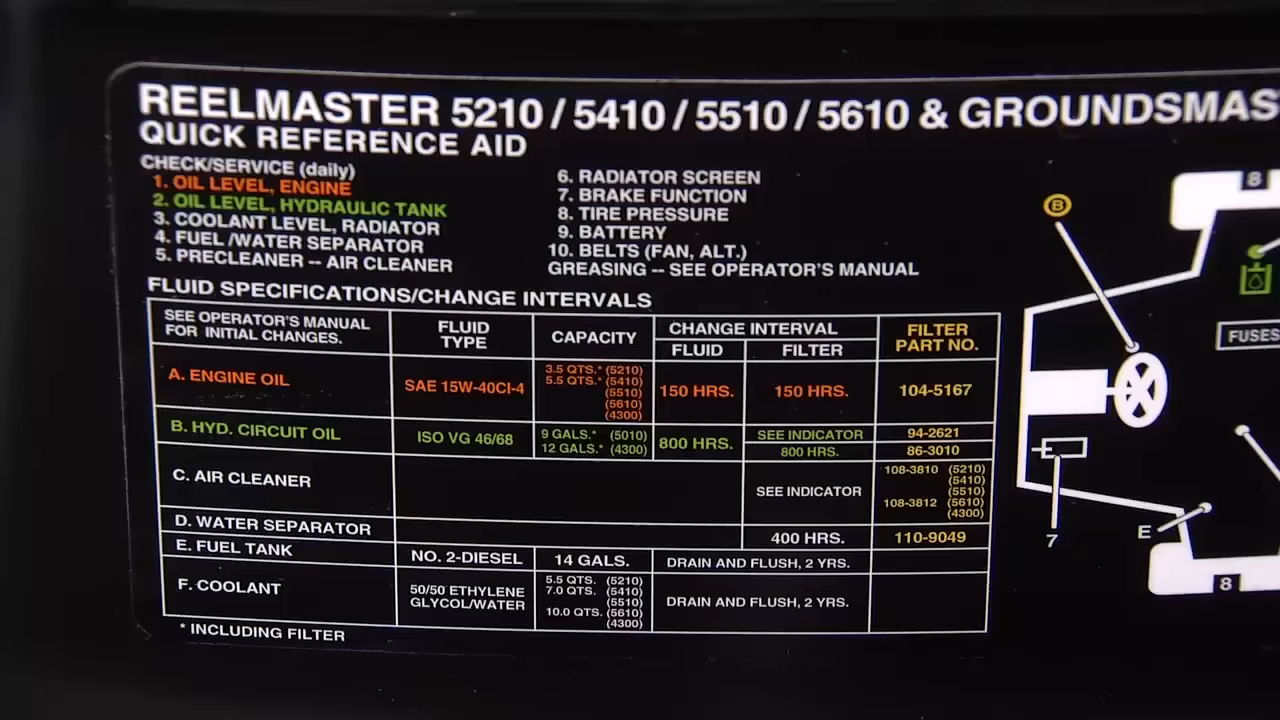 REELMASTER 5210 / 5410 / 5510 / 5610 & GROUNDSMAS
QUICK REFERENCE AID
CHECK/SERVICE (daily)
1. OIL LEVEL, ENGINE
2. OIL LEVEL, HYDRAULIC TANK
3. COOLANT LEVEL, RADIATOR
4. FUEL /WATER SEPARATOR
5. PRECLEANER -- AIR CLEANER
6. RADIATOR SCREEN
7. BRAKE FUNCTION
8. TIRE PRESSURE
9. BATTERY
10. BELTS (FAN, ALT.)
GREASING -- SEE OPERATOR'S MANUAL
FLUID SPECIFICATIONS/CHANGE INTERVALS
SEE OPERATOR'S MANUAL
FOR INITIAL CHANGES.
FLUID
TYPE
CAPACITY
CHANGE INTERVAL
FLUID
FILTER
FILTER
PART NO.
A. ENGINE OIL
SAE 15W-40CI-4
3.5 QTS.* (5210)
5.5 QTS.* (5410)
(5510)
(5610)
(4300)
150 HRS.
150 HRS.
104-5167
B. HYD. CIRCUIT OIL
ISO VG 46/68
9 GALS.* (5010)
12 GALS.* (4300)
800 HRS.
SEE INDICATOR
94-2621
800 HRS.
86-3010
C. AIR CLEANER
SEE INDICATOR
108-3810 (5210)
(5410)
(5510)
108-3812 (5610)
(4300)
D. WATER SEPARATOR
400 HRS.
110-9049
E. FUEL TANK
NO. 2-DIESEL
14 GALS.
DRAIN AND FLUSH, 2 YRS.
F. COOLANT
50/50 ETHYLENE
GLYCOL/WATER
5.5 QTS. (5210)
7.0 QTS. (5410)
(5510)
10.0 QTS. (5610)
(4300)
DRAIN AND FLUSH, 2 YRS.
* INCLUDING FILTER
8
B
FUSES
7
E
8